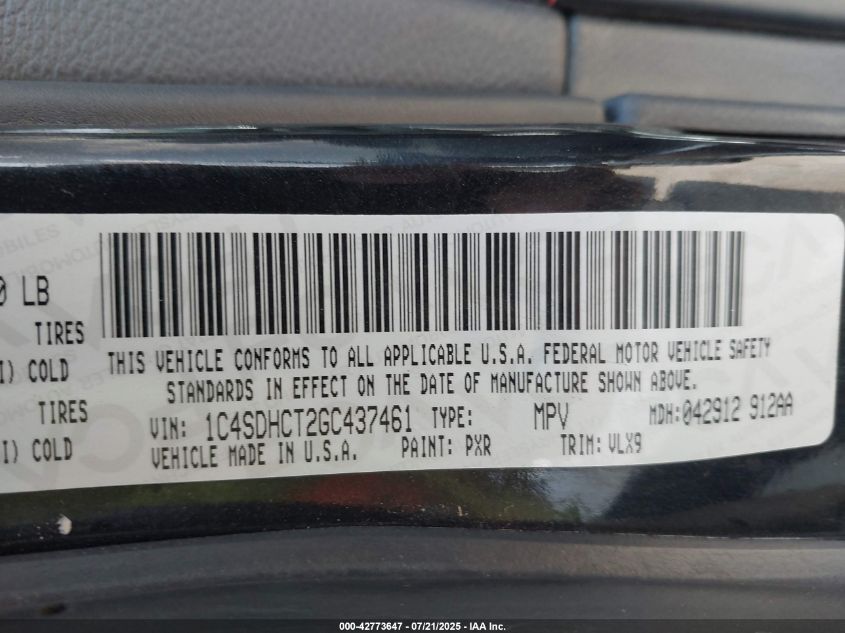 0 LB
TIRES
I) COLD
TIRES
I) COLD
THIS VEHICLE CONFORMS TO ALL APPLICABLE U.S.A. FEDERAL MOTOR VEHICLE SAFETY
STANDARDS IN EFFECT ON THE DATE OF MANUFACTURE SHOWN ABOVE.
VIN: 1C4SDHCT2GC437461 TYPE: MPV MDH:042912 912AA
VEHICLE MADE IN U.S.A. PAINT: PXR TRIM: VLX9
000-42773647 - 07/21/2025 - IAA Inc.